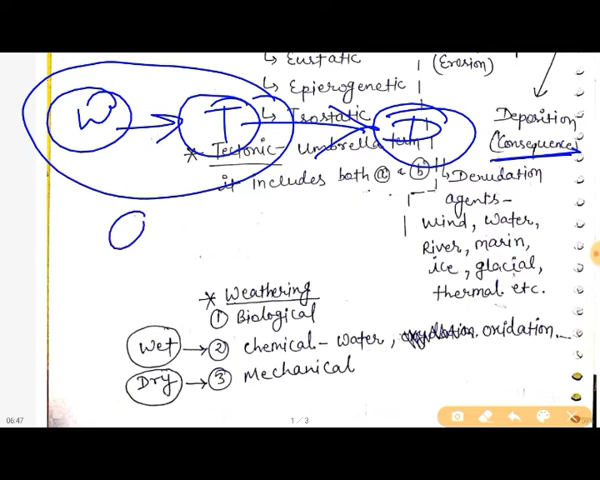 ↳ Eustatic
(Erosion)
↳ Epierogenetic
↳ Isostatic
W → T → D
Deposition
(Consequence)
* Tectonic - Umbrella term
it includes both ⓐ & ⓑ
↳ Denudation
agents -
wind, water,
River, marin,
ice, glacial,
thermal etc.
* Weathering
① Biological
Wet → ② Chemical - Water, oxidation...
Dry → ③ Mechanical
06:47
1 / 3